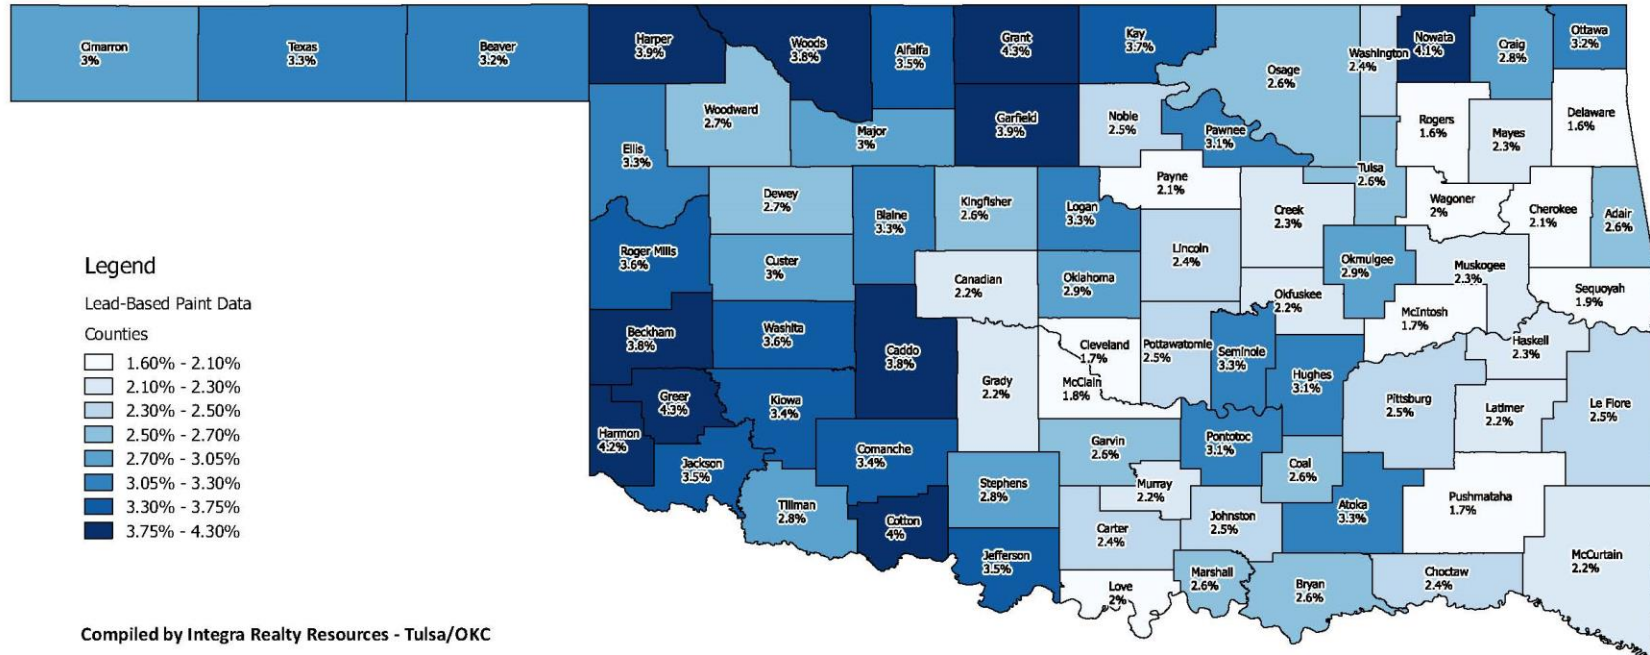 Cimarron
3%
Texas
3.3%
Beaver
3.2%
Harper
3.9%
Woods
3.8%
Alfalfa
3.5%
Grant
4.3%
Kay
3.7%
Osage
2.6%
Washington
2.4%
Nowata
4.1%
Craig
2.8%
Ottawa
3.2%
Woodward
2.7%
Ellis
3.3%
Major
3%
Garfield
3.9%
Noble
2.5%
Pawnee
3.1%
Rogers
1.6%
Mayes
2.3%
Delaware
1.6%
Tulsa
2.6%
Payne
2.1%
Dewey
2.7%
Blaine
3.3%
Kingfisher
2.6%
Logan
3.3%
Creek
2.3%
Wagoner
2%
Cherokee
2.1%
Adair
2.6%
Roger Mills
3.6%
Custer
3%
Canadian
2.2%
Oklahoma
2.9%
Lincoln
2.4%
Okmulgee
2.9%
Muskogee
2.3%
Sequoyah
1.9%
Okfuskee
2.2%
McIntosh
1.7%
Haskell
2.3%
Beckham
3.8%
Washita
3.6%
Caddo
3.8%
Grady
2.2%
Cleveland
1.7%
McClain
1.8%
Pottawatomie
2.5%
Seminole
3.3%
Hughes
3.1%
Pittsburg
2.5%
Latimer
2.2%
Le Flore
2.5%
Greer
4.3%
Harmon
4.2%
Kiowa
3.4%
Jackson
3.5%
Comanche
3.4%
Garvin
2.6%
Pontotoc
3.1%
Coal
2.6%
Tillman
2.8%
Cotton
4%
Stephens
2.8%
Murray
2.2%
Carter
2.4%
Johnston
2.5%
Atoka
3.3%
Pushmataha
1.7%
McCurtain
2.2%
Jefferson
3.5%
Love
2%
Marshall
2.6%
Bryan
2.6%
Choctaw
2.4%
Legend
Lead-Based Paint Data
Counties
1.60% - 2.10%
2.10% - 2.30%
2.30% - 2.50%
2.50% - 2.70%
2.70% - 3.05%
3.05% - 3.30%
3.30% - 3.75%
3.75% - 4.30%
Compiled by Integra Realty Resources - Tulsa/OKC